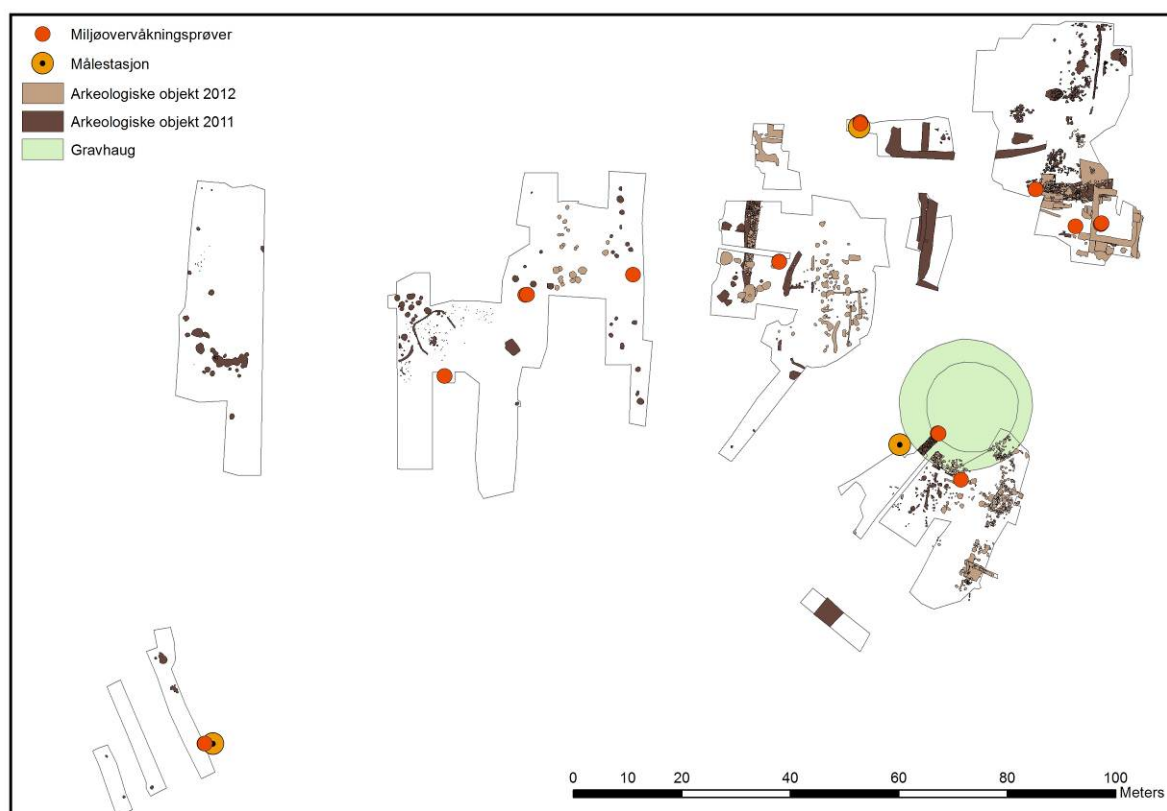 Miljøovervåkningsprøver
Målestasjon
Arkeologiske objekt 2012
Arkeologiske objekt 2011
Gravhaug
0 10 20 40 60 80 100
Meters